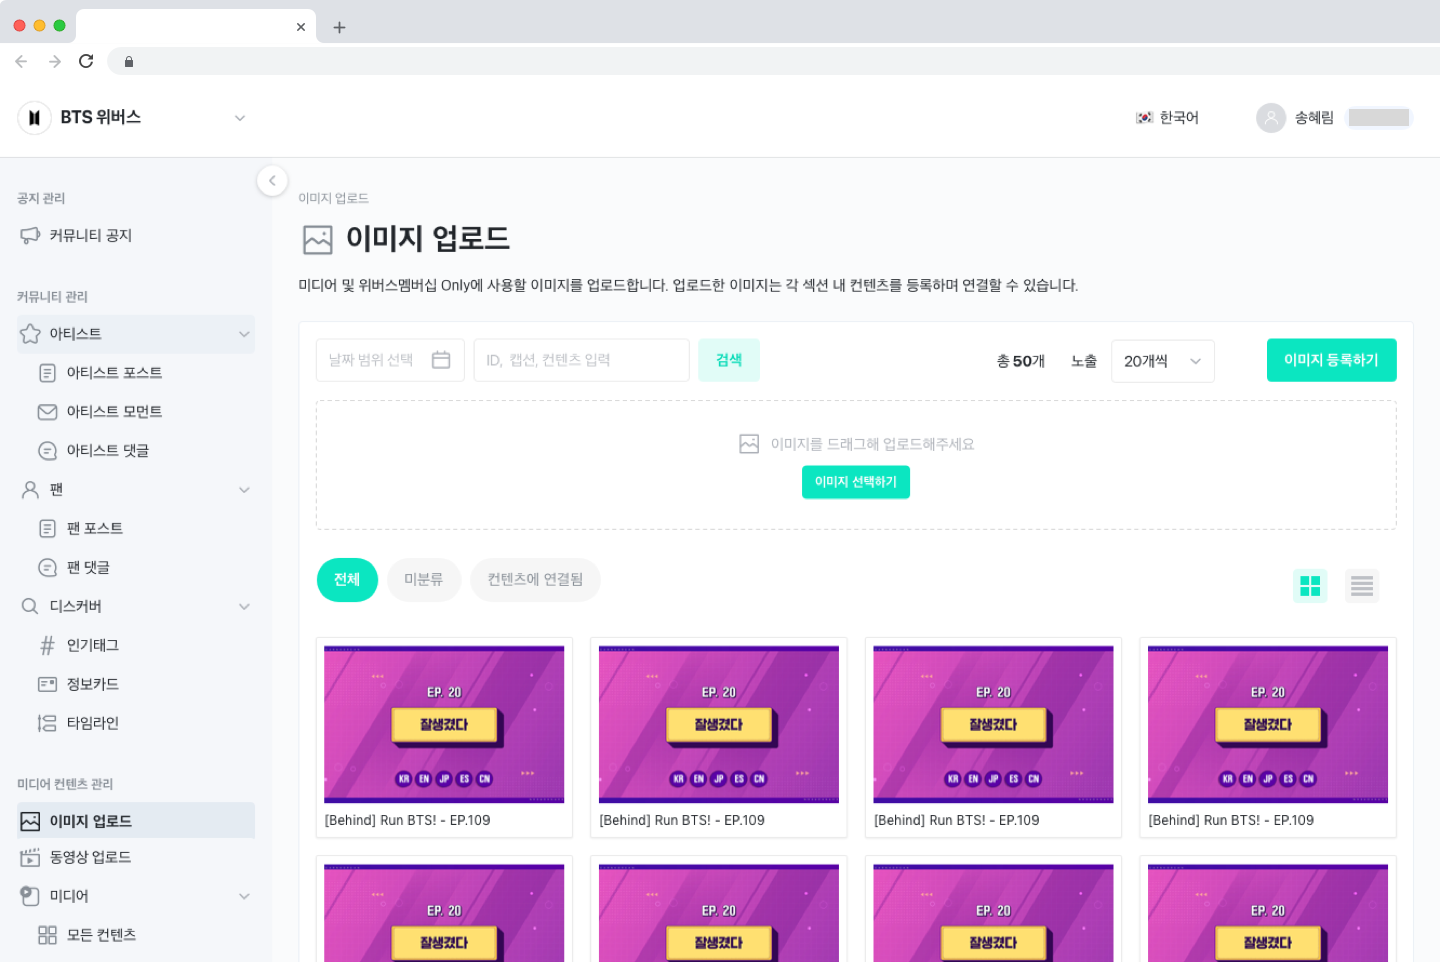 BTS 위버스
한국어
송혜림
공지 관리
커뮤니티 공지
커뮤니티 관리
아티스트
아티스트 포스트
아티스트 모먼트
아티스트 댓글
팬
팬 포스트
팬 댓글
디스커버
인기태그
정보카드
타임라인
미디어 컨텐츠 관리
이미지 업로드
동영상 업로드
미디어
모든 컨텐츠
이미지 업로드
이미지 업로드
미디어 및 위버스멤버십 Only에 사용할 이미지를 업로드합니다. 업로드한 이미지는 각 섹션 내 컨텐츠를 등록하며 연결할 수 있습니다.
날짜 범위 선택
ID, 캡션, 컨텐츠 입력
검색
총 50개
노출
20개씩
이미지 등록하기
이미지를 드래그해 업로드해주세요
이미지 선택하기
전체
미분류
컨텐츠에 연결됨
EP. 20
잘생겼다
KR EN JP ES CN
[Behind] Run BTS! - EP.109
EP. 20
잘생겼다
KR EN JP ES CN
[Behind] Run BTS! - EP.109
EP. 20
잘생겼다
KR EN JP ES CN
[Behind] Run BTS! - EP.109
EP. 20
잘생겼다
KR EN JP ES CN
[Behind] Run BTS! - EP.109
EP. 20
잘생겼다
EP. 20
잘생겼다
EP. 20
잘생겼다
EP. 20
잘생겼다